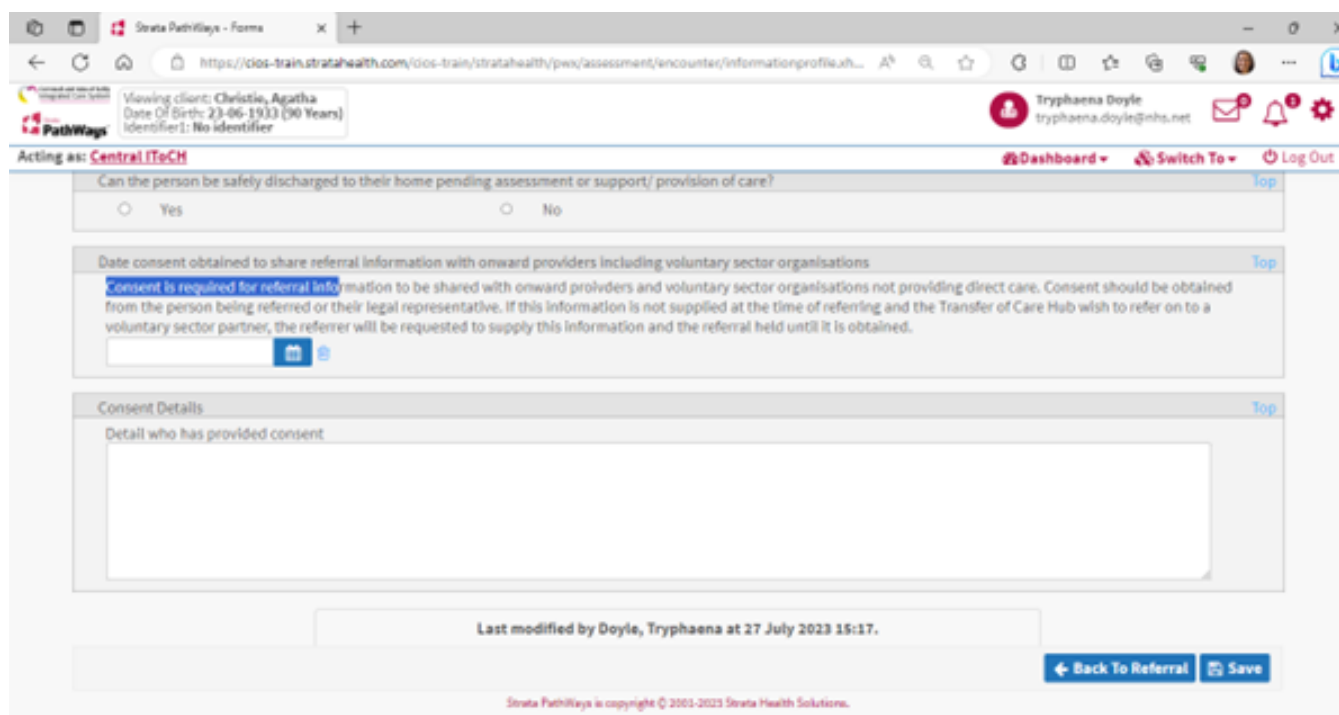 Strata PathWays - Forms
https://cios-train.stratahealth.com/cios-train/stratahealth/pwx/assessment/encounter/informationprofile.xh...
Viewing client: Christie, Agatha
Date Of Birth: 23-06-1933 (90 Years)
Identifier1: No identifier
PathWays
Tryphaena Doyle
tryphaena.doyle@nhs.net
Acting as: Central IToCH
Dashboard
Switch To
Log Out
Can the person be safely discharged to their home pending assessment or support/ provision of care?
Top
Yes
No
Date consent obtained to share referral information with onward providers including voluntary sector organisations
Top
Consent is required for referral information to be shared with onward proivders and voluntary sector organisations not providing direct care. Consent should be obtained
from the person being referred or their legal representative. If this information is not supplied at the time of referring and the Transfer of Care Hub wish to refer on to a
voluntary sector partner, the referrer will be requested to supply this information and the referral held until it is obtained.
Consent Details
Top
Detail who has provided consent
Last modified by Doyle, Tryphaena at 27 July 2023 15:17.
Back To Referral
Save
Strata PathWays is copyright © 2001-2023 Strata Health Solutions.